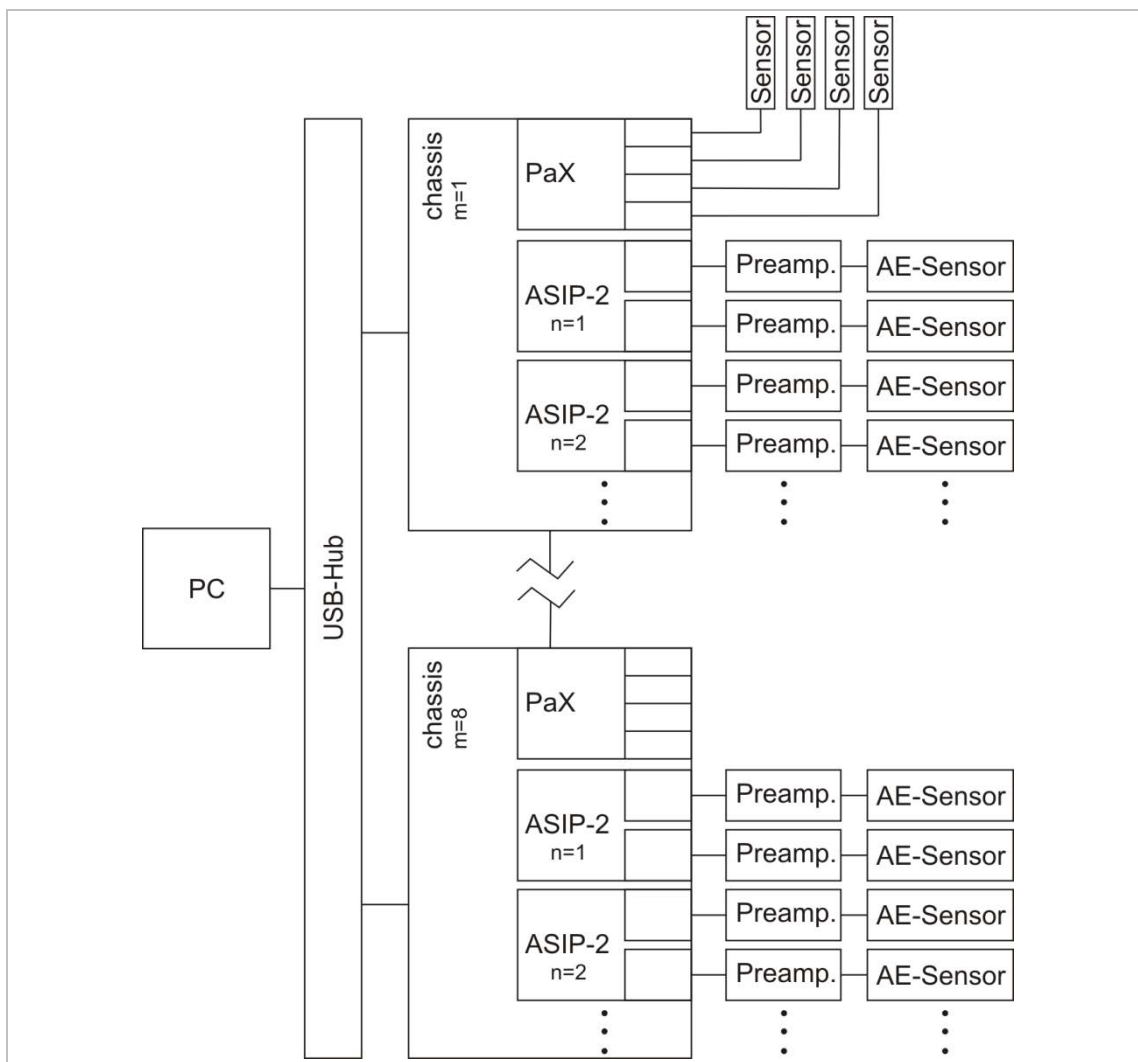 Sensor
Sensor
Sensor
Sensor
chassis
m=1
PaX
ASIP-2
n=1
Preamp.
AE-Sensor
Preamp.
AE-Sensor
ASIP-2
n=2
Preamp.
AE-Sensor
Preamp.
AE-Sensor
PC
USB-Hub
chassis
m=8
PaX
ASIP-2
n=1
Preamp.
AE-Sensor
Preamp.
AE-Sensor
ASIP-2
n=2
Preamp.
AE-Sensor
Preamp.
AE-Sensor